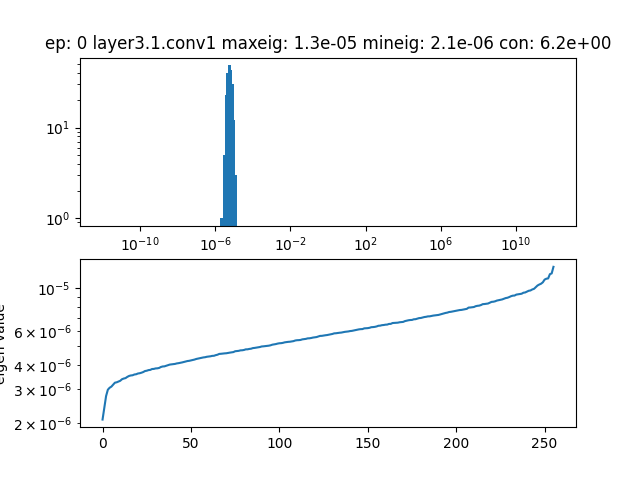 ep: 0 layer3.1.conv1 maxeig: 1.3e-05 mineig: 2.1e-06 con: 6.2e+00
10¹
10⁰
10⁻¹⁰ 10⁻⁶ 10⁻² 10² 10⁶ 10¹⁰
10⁻⁵
6 × 10⁻⁶
4 × 10⁻⁶
3 × 10⁻⁶
2 × 10⁻⁶
eigen value
0 50 100 150 200 250